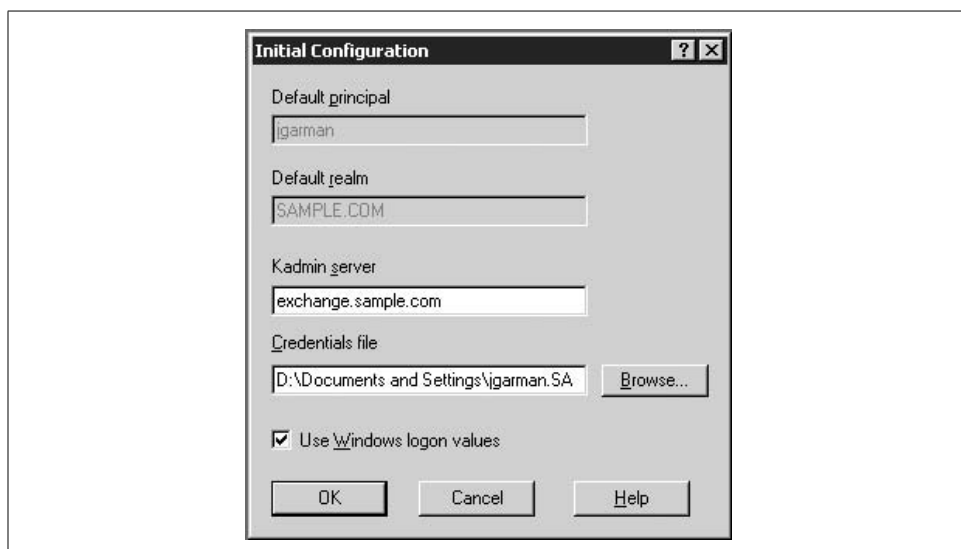 Initial Configuration
Default principal
jgarman
Default realm
SAMPLE.COM
Kadmin server
exchange.sample.com
Credentials file
D:\Documents and Settings\jgarman.SA
Browse...
Use Windows logon values
OK
Cancel
Help